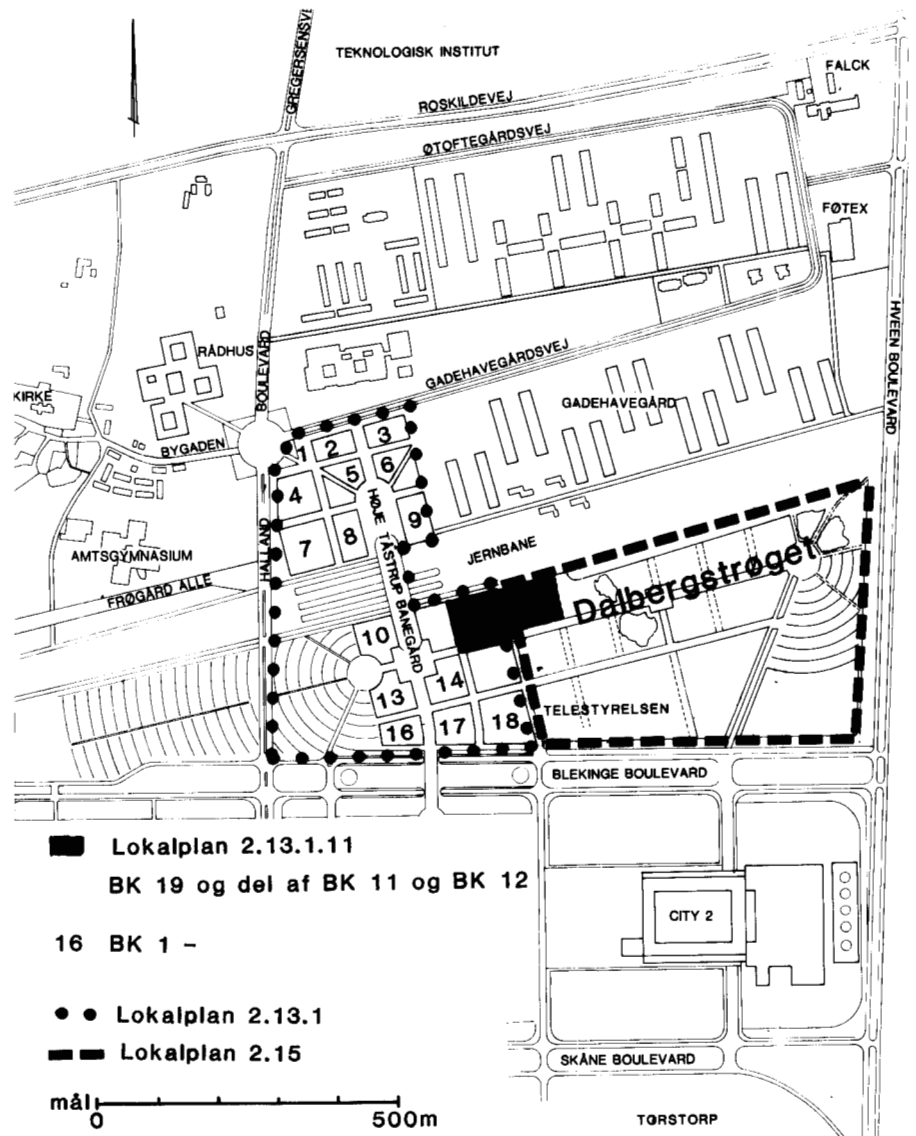 GREGERSENSVEJ
TEKNOLOGISK INSTITUT
FALCK
ROSKILDEVEJ
ØTOFTEGÅRDSVEJ
FØTEX
HVEEN BOULEVARD
RÅDHUS
BOULEVARD
GADEHAVEGÅRDSVEJ
KIRKE
GADEHAVEGÅRD
BYGADEN
1
2
3
4
5
6
7
8
9
HØJE TÅSTRUP BANEGÅRD
AMTSGYMNASIUM
HALLAND
JERNBANE
FRØGÅRD ALLE
Dalbergstrøget
10
13
14
TELESTYRELSEN
16
17
18
BLEKINGE BOULEVARD
Lokalplan 2.13.1.11
BK 19 og del af BK 11 og BK 12
CITY 2
16 BK 1 -
Lokalplan 2.13.1
Lokalplan 2.15
SKÅNE BOULEVARD
mål
0 500m
TORSTORP